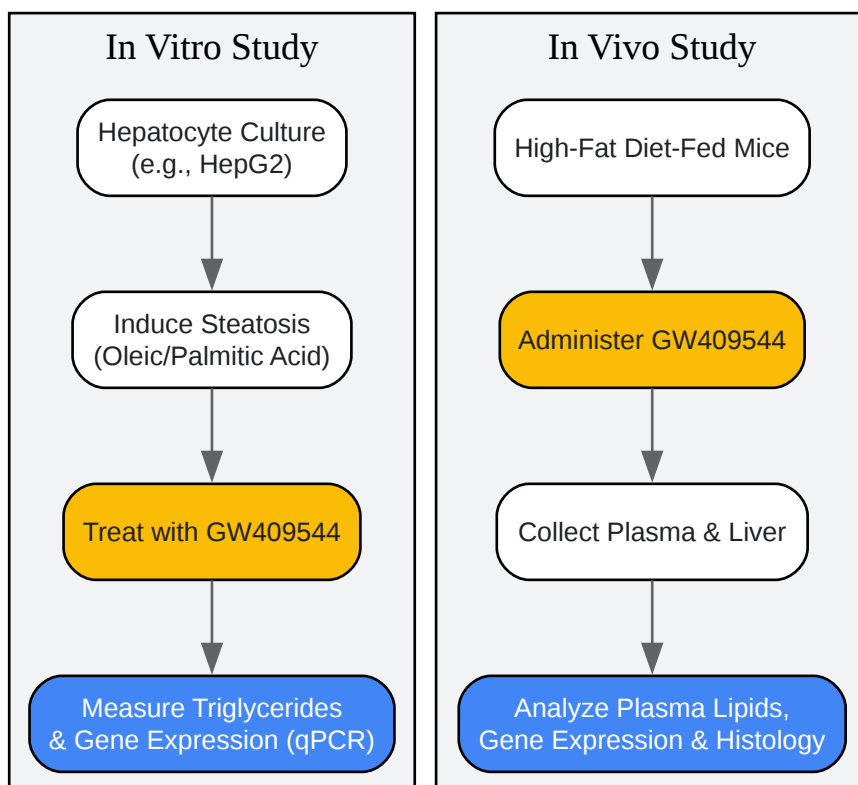 In Vitro Study
Hepatocyte Culture
(e.g., HepG2)
Induce Steatosis
(Oleic/Palmitic Acid)
Treat with GW409544
Measure Triglycerides
& Gene Expression (qPCR)
In Vivo Study
High-Fat Diet-Fed Mice
Administer GW409544
Collect Plasma & Liver
Analyze Plasma Lipids,
Gene Expression & Histology